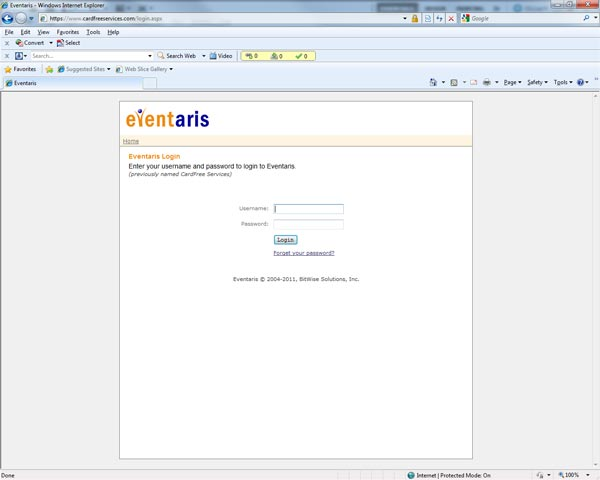 Eventaris - Windows Internet Explorer
https://www.cardfreeservices.com/login.aspx
Google
File Edit View Favorites Tools Help
x Convert Select
x Search... Search Web Video 0 0 0
Favorites Suggested Sites Web Slice Gallery
Eventaris Page Safety Tools
eventaris
Home
Eventaris Login
Enter your username and password to login to Eventaris.
(previously named CardFree Services)
Username:
Password:
Login
Forget your password?
Eventaris © 2004-2011, BitWise Solutions, Inc.
Done Internet | Protected Mode: On 100%